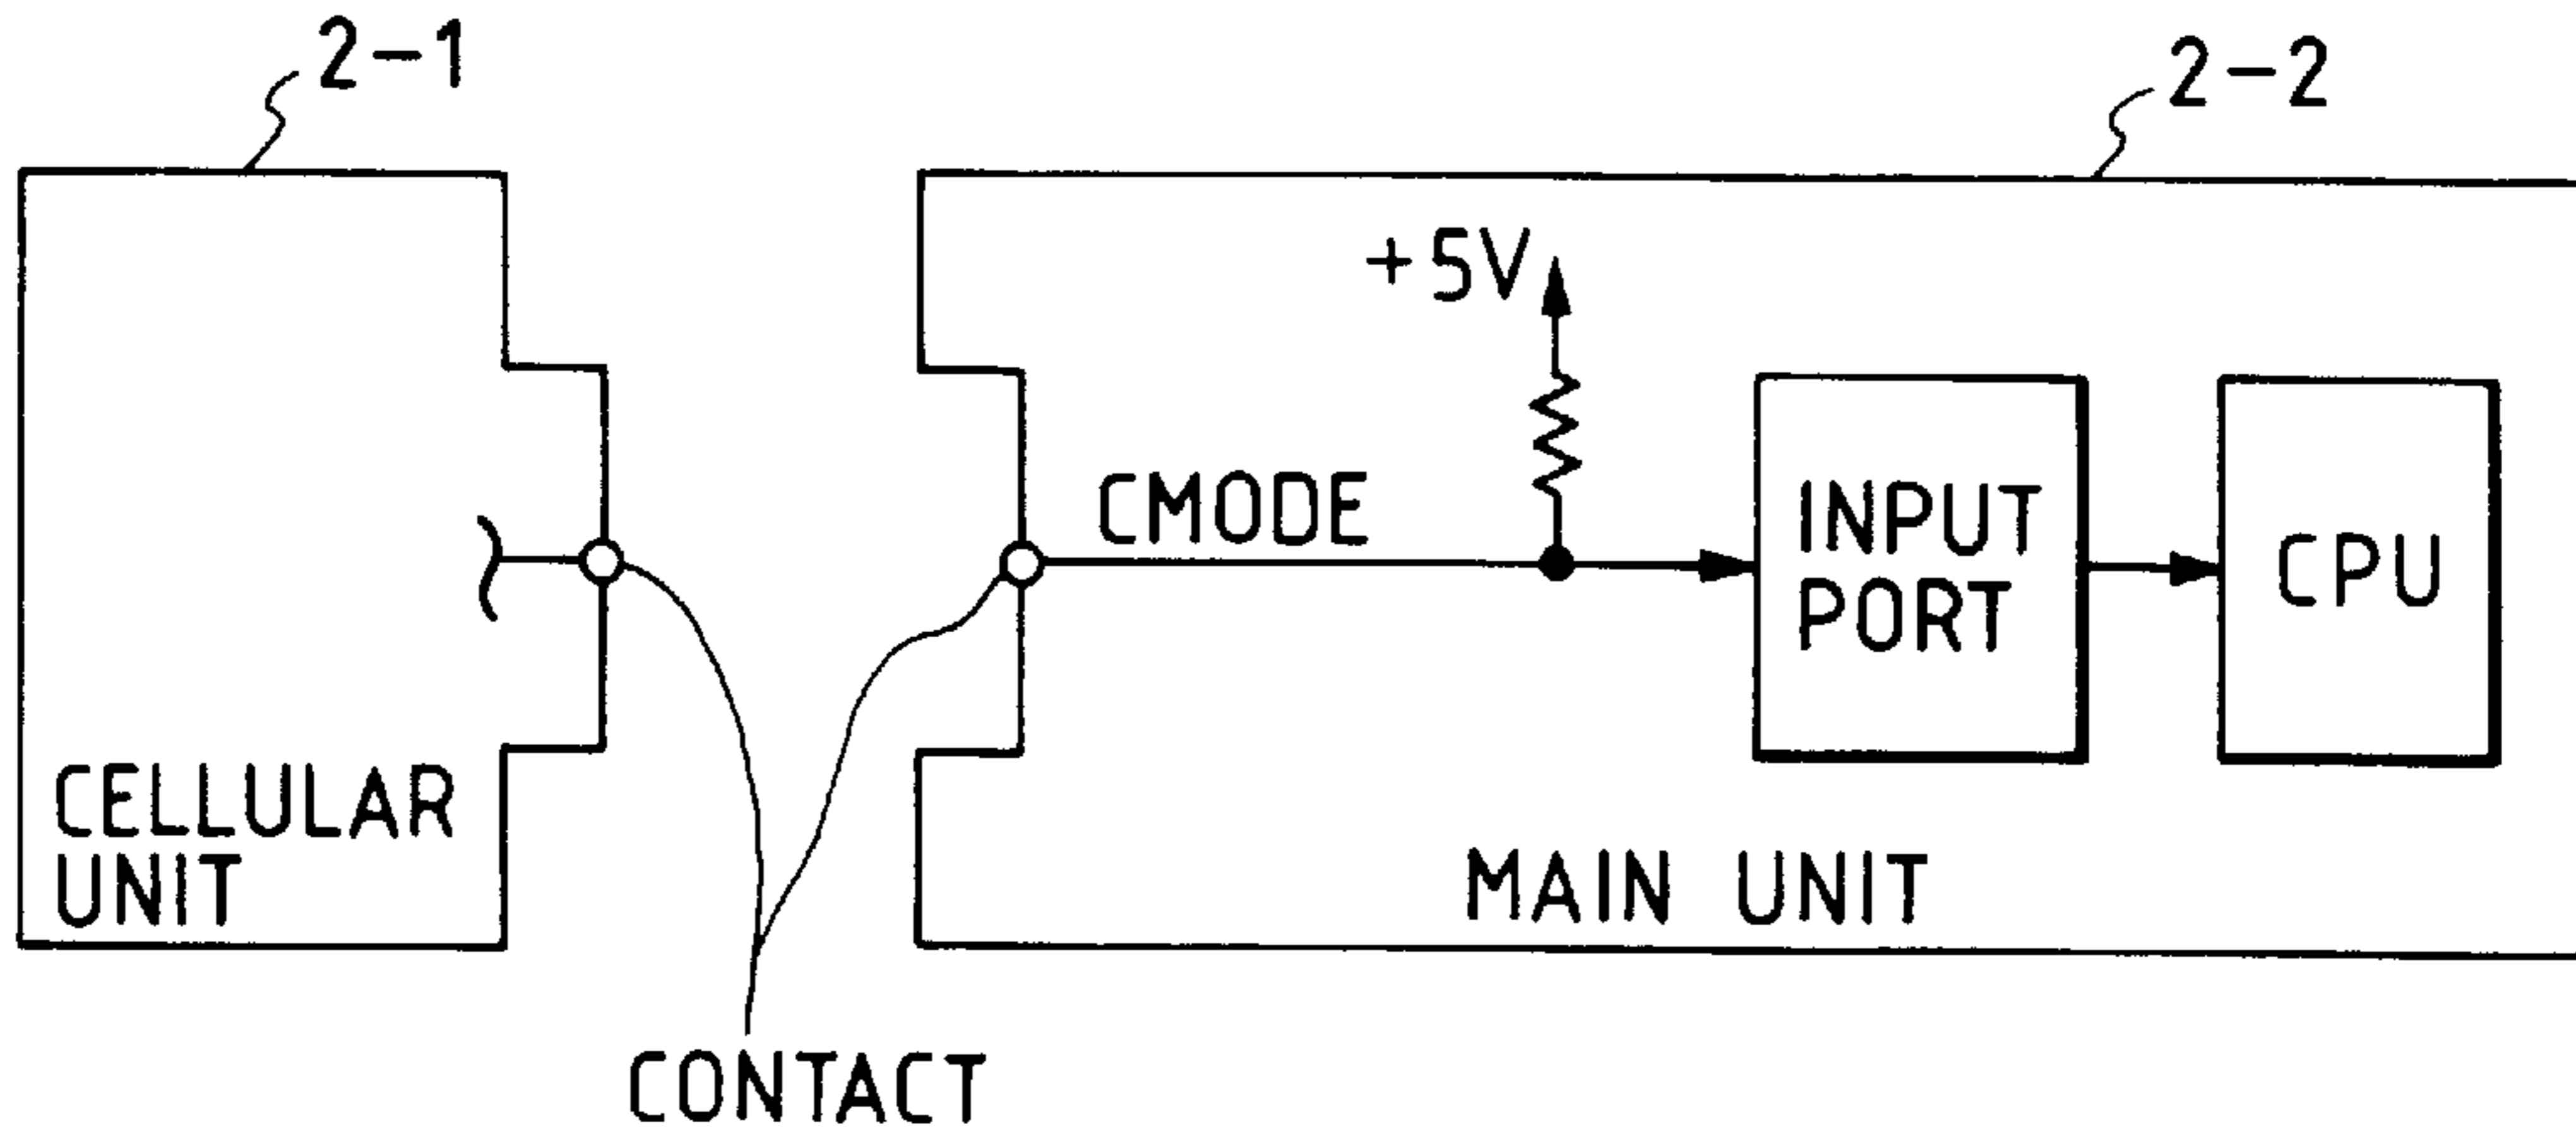 2-1
2-2
+5V
CMODE
INPUT
PORT
CPU
CELLULAR
UNIT
MAIN UNIT
CONTACT